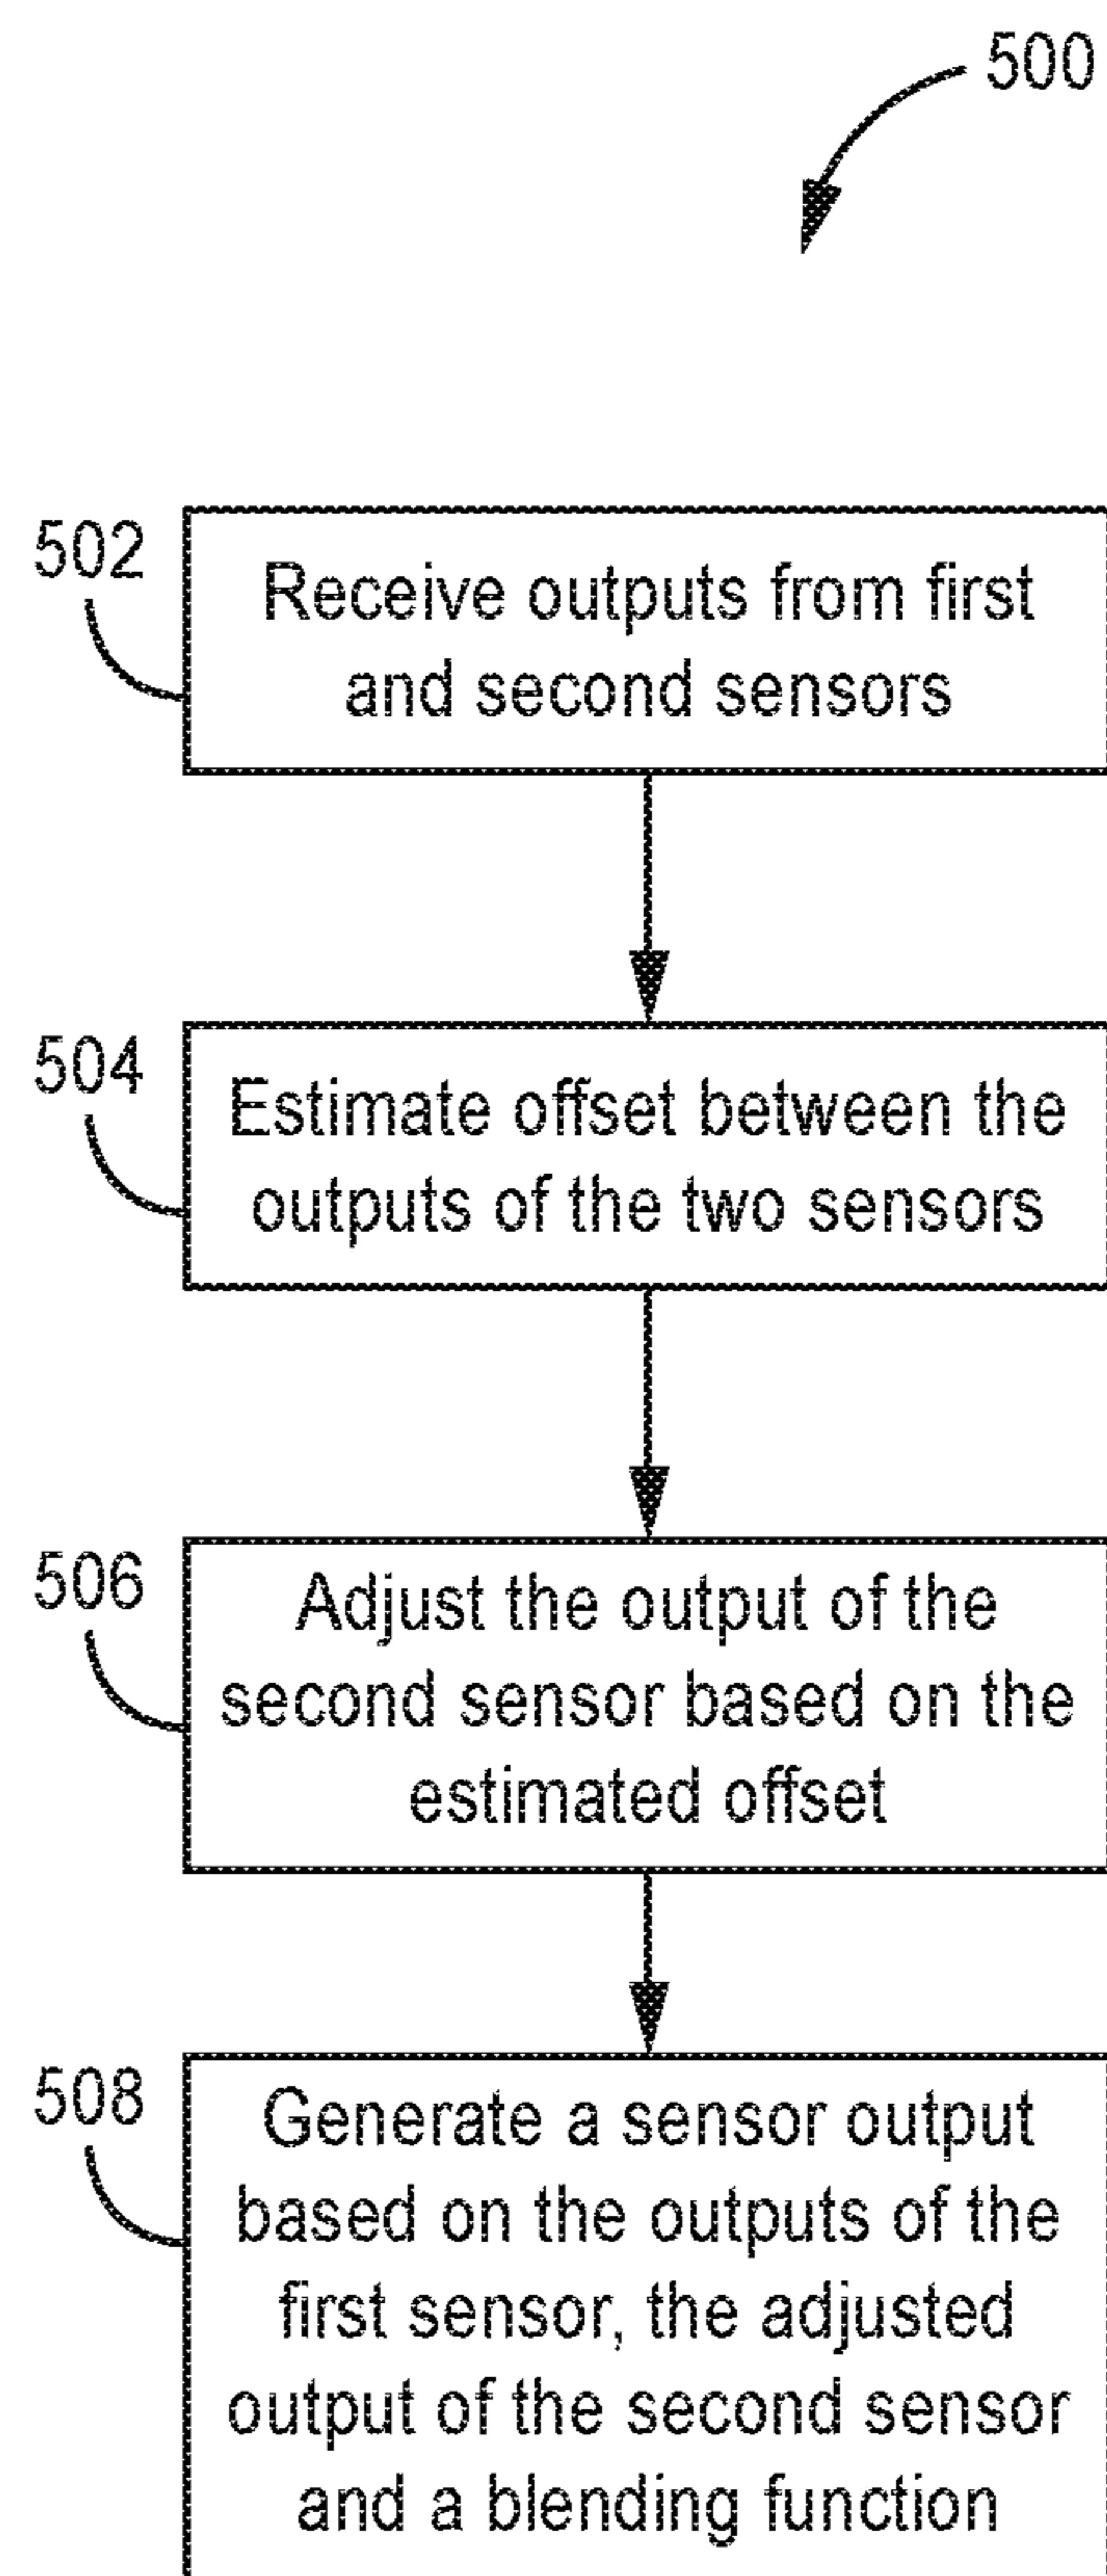 500
502
Receive outputs from first
and second sensors
504
Estimate offset between the
outputs of the two sensors
506
Adjust the output of the
second sensor based on the
estimated offset
508
Generate a sensor output
based on the outputs of the
first sensor, the adjusted
output of the second sensor
and a blending function